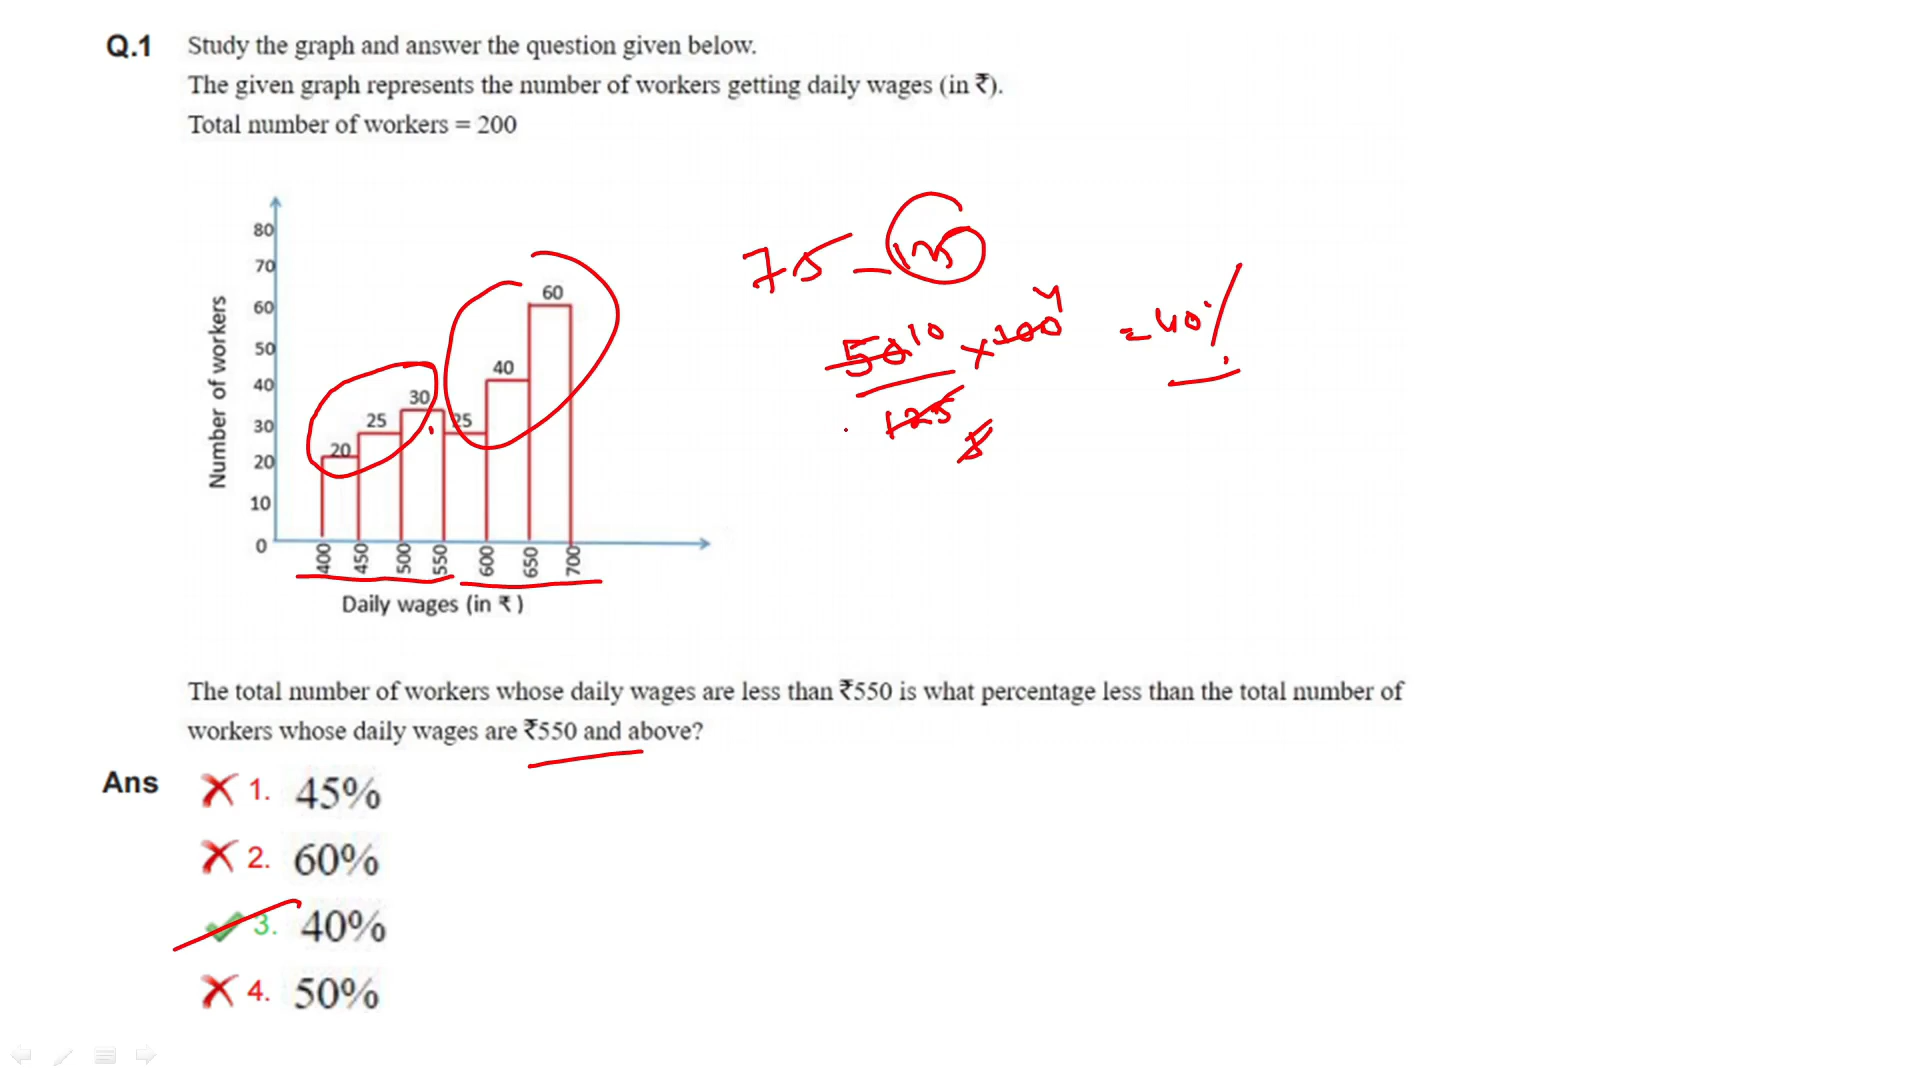 Q.1 Study the graph and answer the question given below.
The given graph represents the number of workers getting daily wages (in ₹).
Total number of workers = 200
Number of workers
80
70
60
50
40
30
20
10
0
20
25
30
25
40
60
400 450 500 550 600 650 700
Daily wages (in ₹ )
75 - 125
50 10 × 100 4 = 40%
125 5
The total number of workers whose daily wages are less than ₹550 is what percentage less than the total number of
workers whose daily wages are ₹550 and above?
Ans 1. 45%
2. 60%
3. 40%
4. 50%